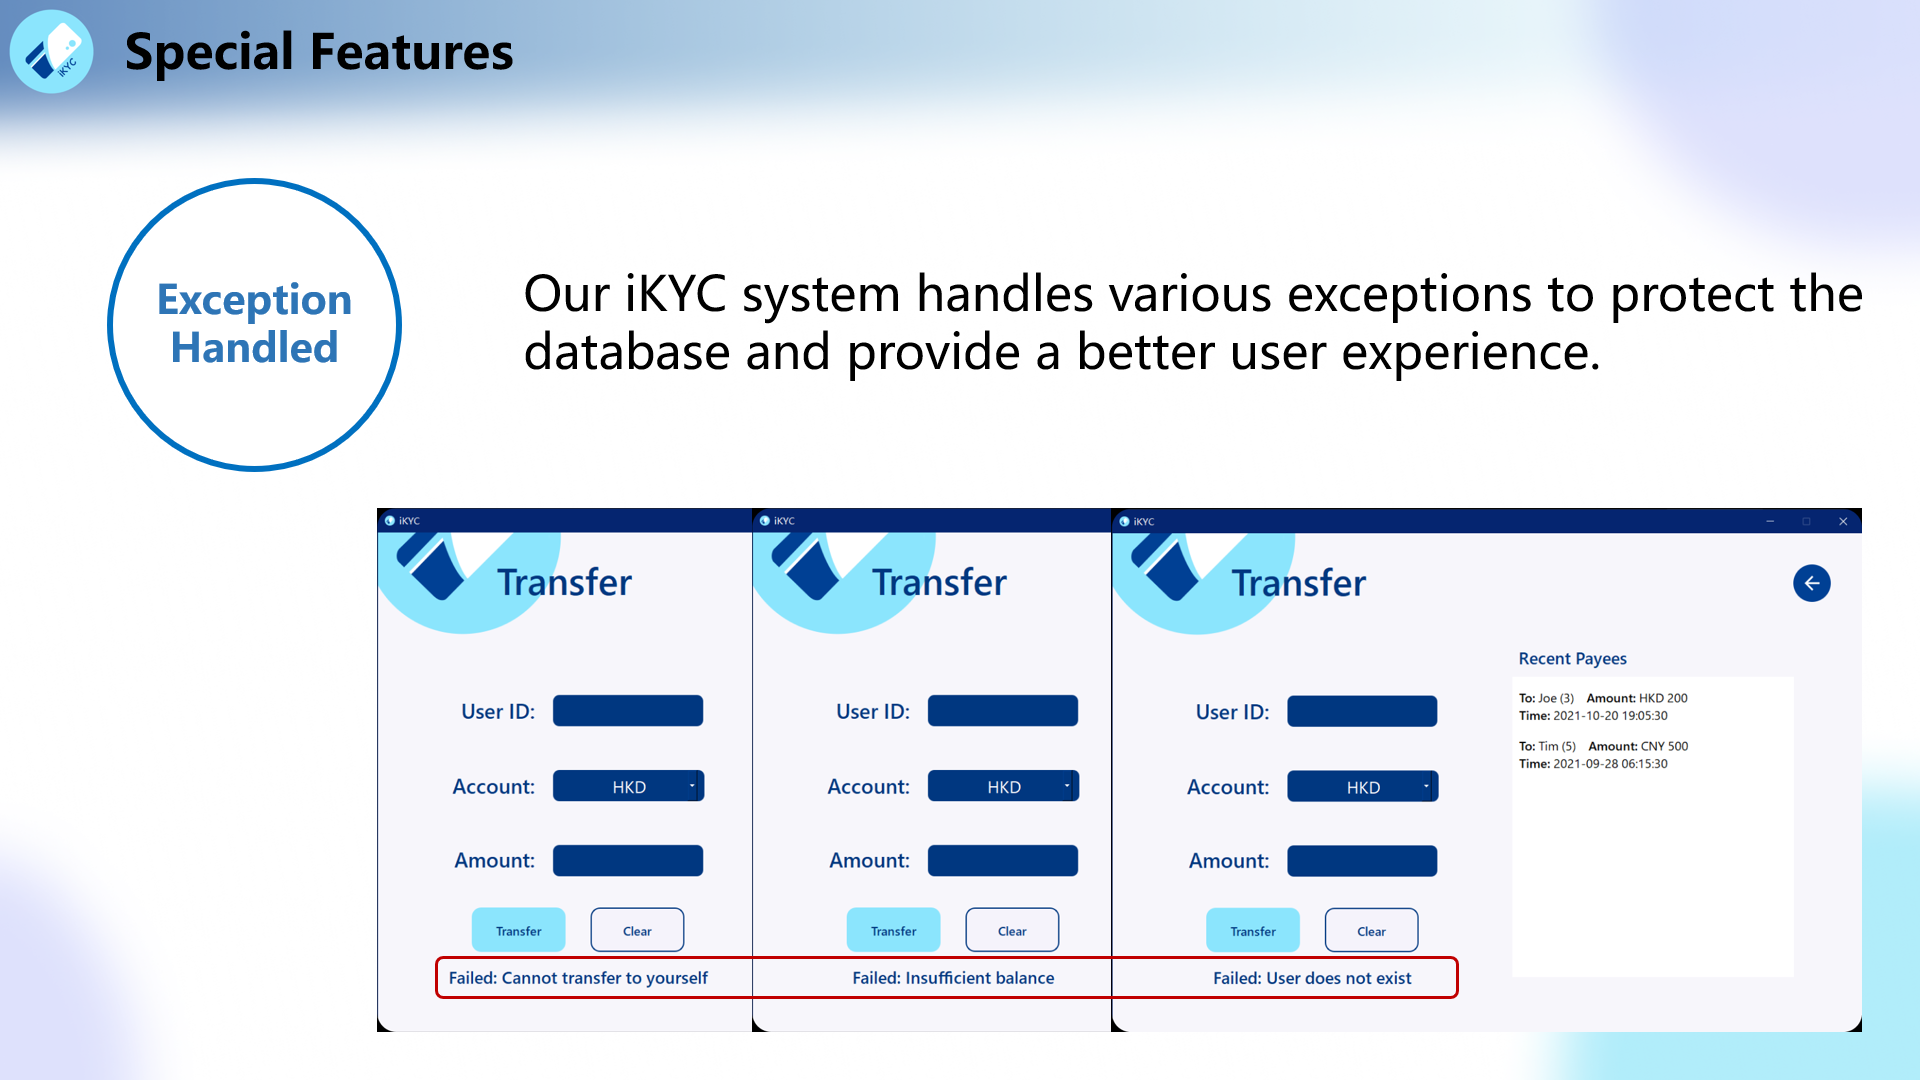 iKYC
Special Features
Exception
Handled
Our iKYC system handles various exceptions to protect the
database and provide a better user experience.
iKYC
Transfer
User ID:
Account:
HKD
Amount:
Transfer
Clear
Failed: Cannot transfer to yourself
iKYC
Transfer
User ID:
Account:
HKD
Amount:
Transfer
Clear
Failed: Insufficient balance
iKYC
Transfer
User ID:
Account:
HKD
Amount:
Transfer
Clear
Failed: User does not exist
Recent Payees
To: Joe (3) Amount: HKD 200
Time: 2021-10-20 19:05:30
To: Tim (5) Amount: CNY 500
Time: 2021-09-28 06:15:30